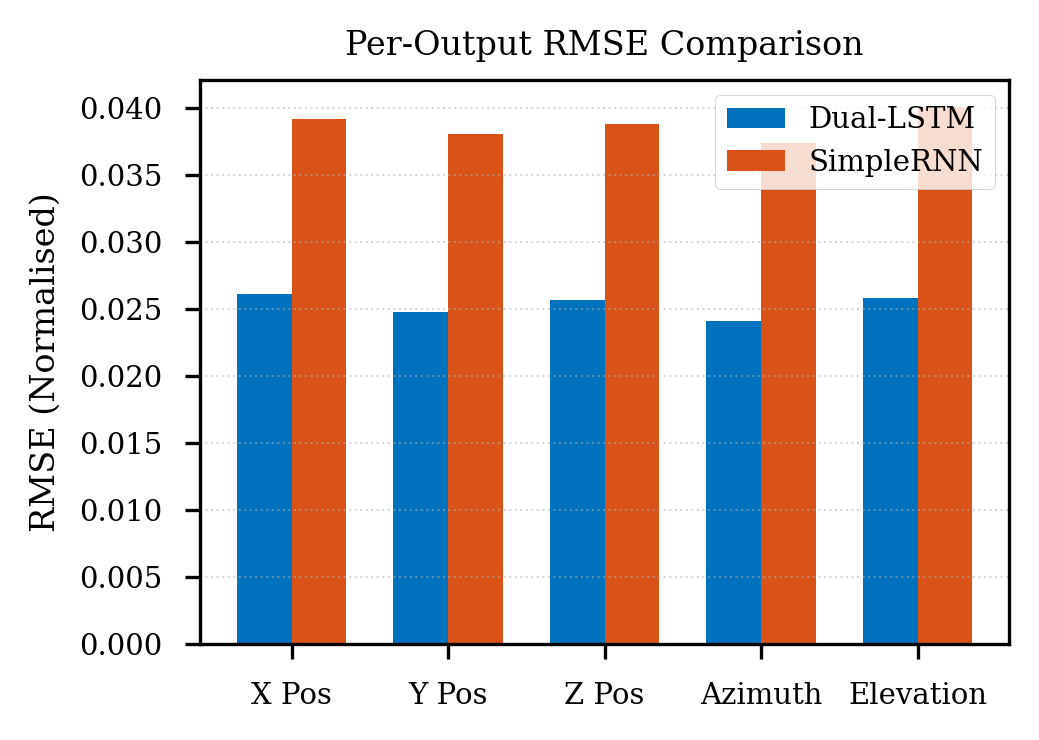 Per-Output RMSE Comparison
RMSE (Normalised)
0.040
0.035
0.030
0.025
0.020
0.015
0.010
0.005
0.000
Dual-LSTM
SimpleRNN
X Pos
Y Pos
Z Pos
Azimuth
Elevation